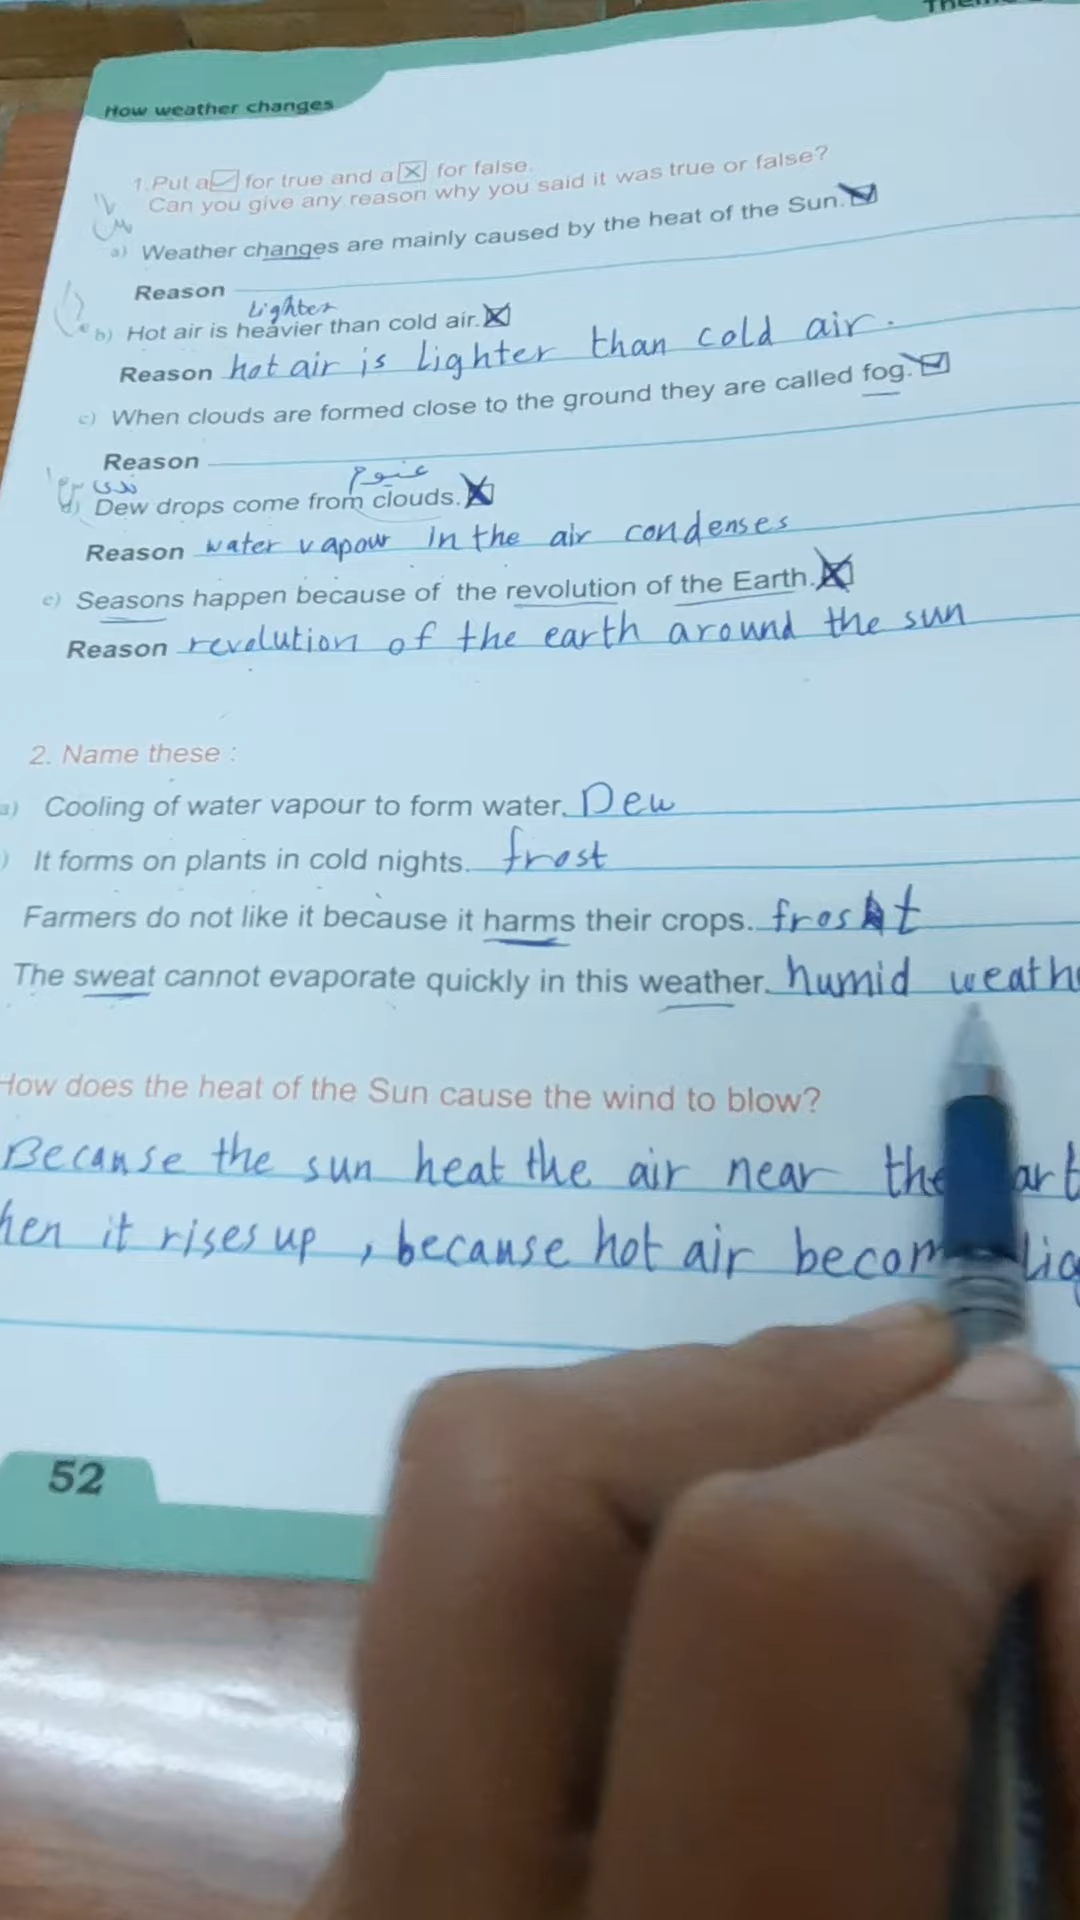 How weather changes
1.Put a ☑ for true and a ☒ for false.
Can you give any reason why you said it was true or false?
a) Weather changes are mainly caused by the heat of the Sun.
Reason
Lighter
b) Hot air is heavier than cold air.
Reason hot air is Lighter than cold air.
c) When clouds are formed close to the ground they are called fog.
Reason
ندى غيوم
d) Dew drops come from clouds.
Reason water vapour in the air condenses
e) Seasons happen because of the revolution of the Earth.
Reason revolution of the earth around the sun
2. Name these :
a) Cooling of water vapour to form water. Dew
) It forms on plants in cold nights. frost
Farmers do not like it because it harms their crops. frost
The sweat cannot evaporate quickly in this weather. humid
How does the heat of the Sun cause the wind to blow?
Because the sun heat the air near
it rises up , because hot air
52